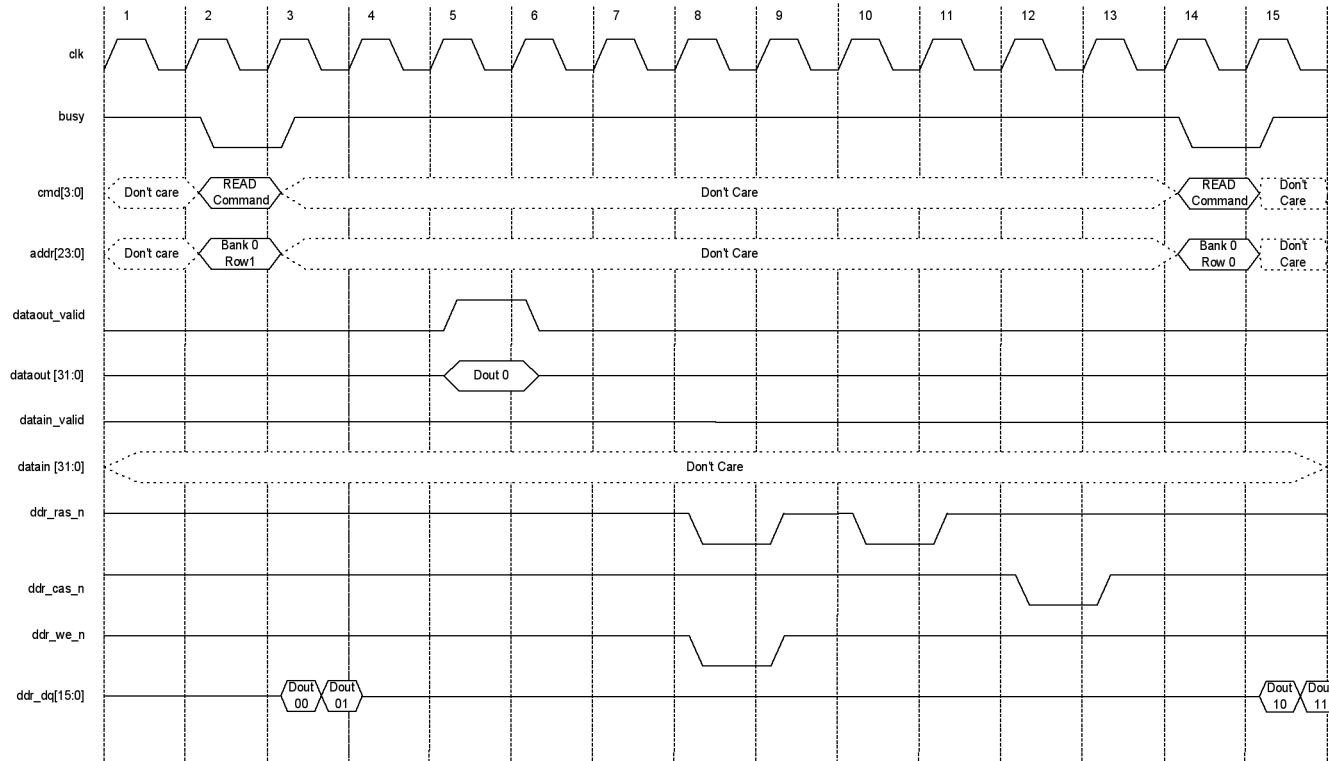 1 2 3 4 5 6 7 8 9 10 11 12 13 14 15
clk
busy
cmd[3:0] Don't care READ Don't Care READ Don't
Command Command Care
addr[23:0] Don't care Bank 0 Don't Care Bank 0 Don't
Row1 Row 0 Care
dataout_valid
dataout [31:0] Dout 0
datain_valid
datain [31:0] Don't Care
ddr_ras_n
ddr_cas_n
ddr_we_n
ddr_dq[15:0] Dout Dout Dout Dou
00 01 10 11